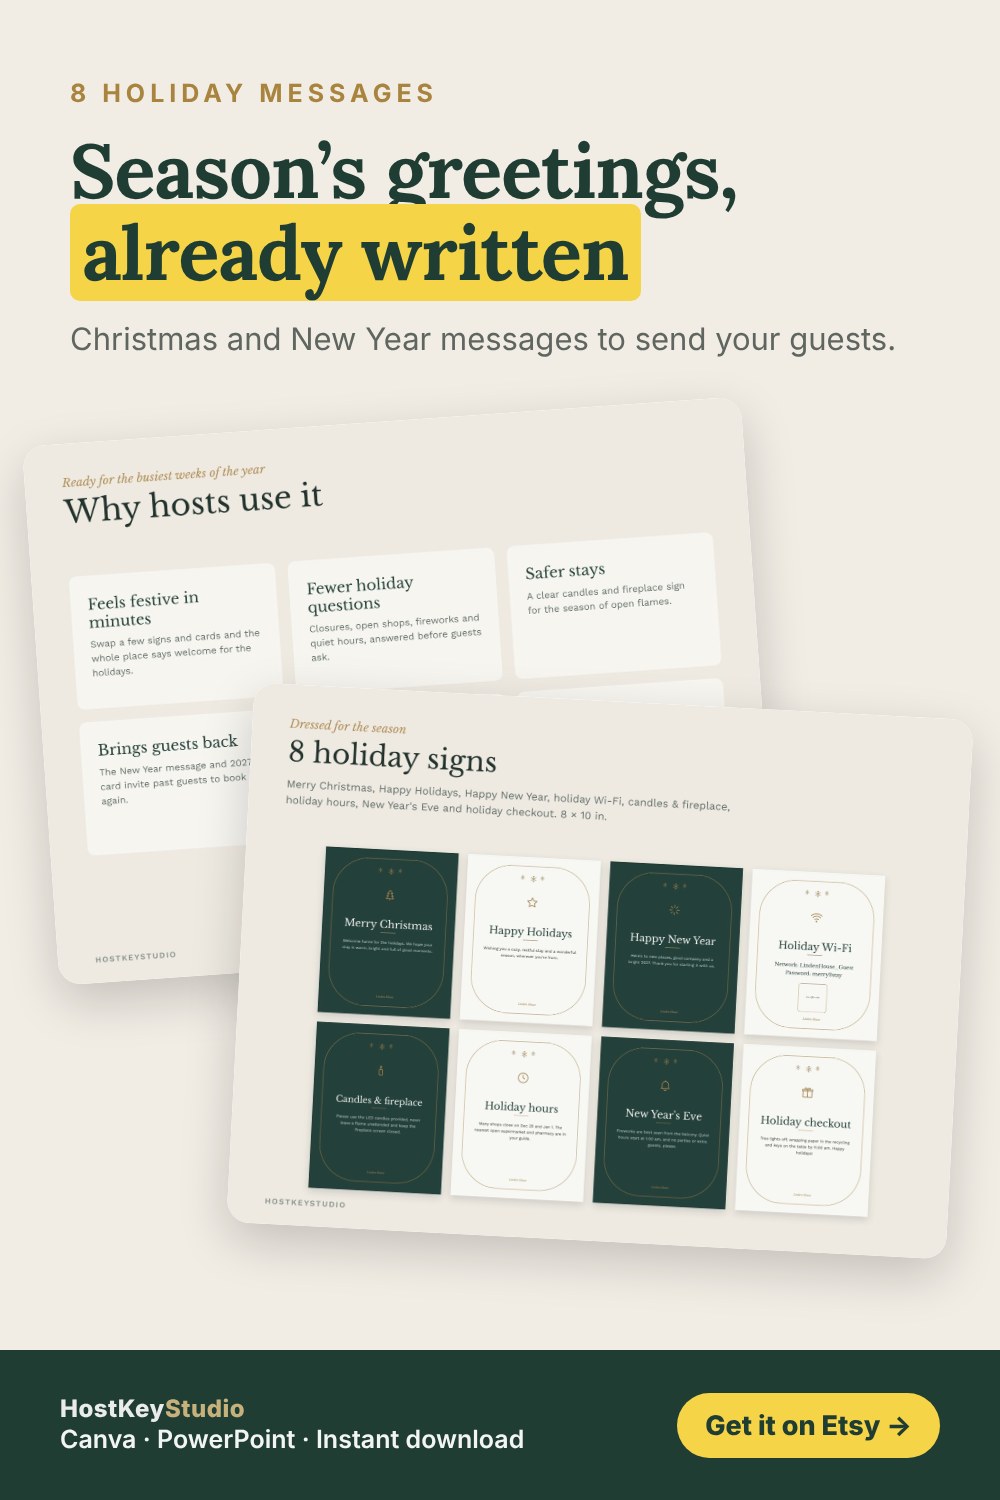 8 HOLIDAY MESSAGES
Season's greetings,
already written
Christmas and New Year messages to send your guests.
Ready for the busiest weeks of the year
Why hosts use it
Feels festive in
minutes
Swap a few signs and cards and the
whole place says welcome for the
holidays.
Fewer holiday
questions
Closures, open shops, fireworks and
quiet hours, answered before guests
ask.
Safer stays
A clear candles and fireplace sign
for the season of open flames.
Brings guests back
The New Year message and 2027
card invite past guests to book
again.
HOSTKEYSTUDIO
Dressed for the season
8 holiday signs
Merry Christmas, Happy Holidays, Happy New Year, holiday Wi-Fi, candles & fireplace,
holiday hours, New Year's Eve and holiday checkout. 8 × 10 in.
Merry Christmas
Happy Holidays
Happy New Year
Holiday Wi-Fi
Network: LindenHouse_Guest
Password: merrybusy
Candles & fireplace
Holiday hours
New Year's Eve
Holiday checkout
HOSTKEYSTUDIO
HostKeyStudio
Canva · PowerPoint · Instant download
Get it on Etsy →